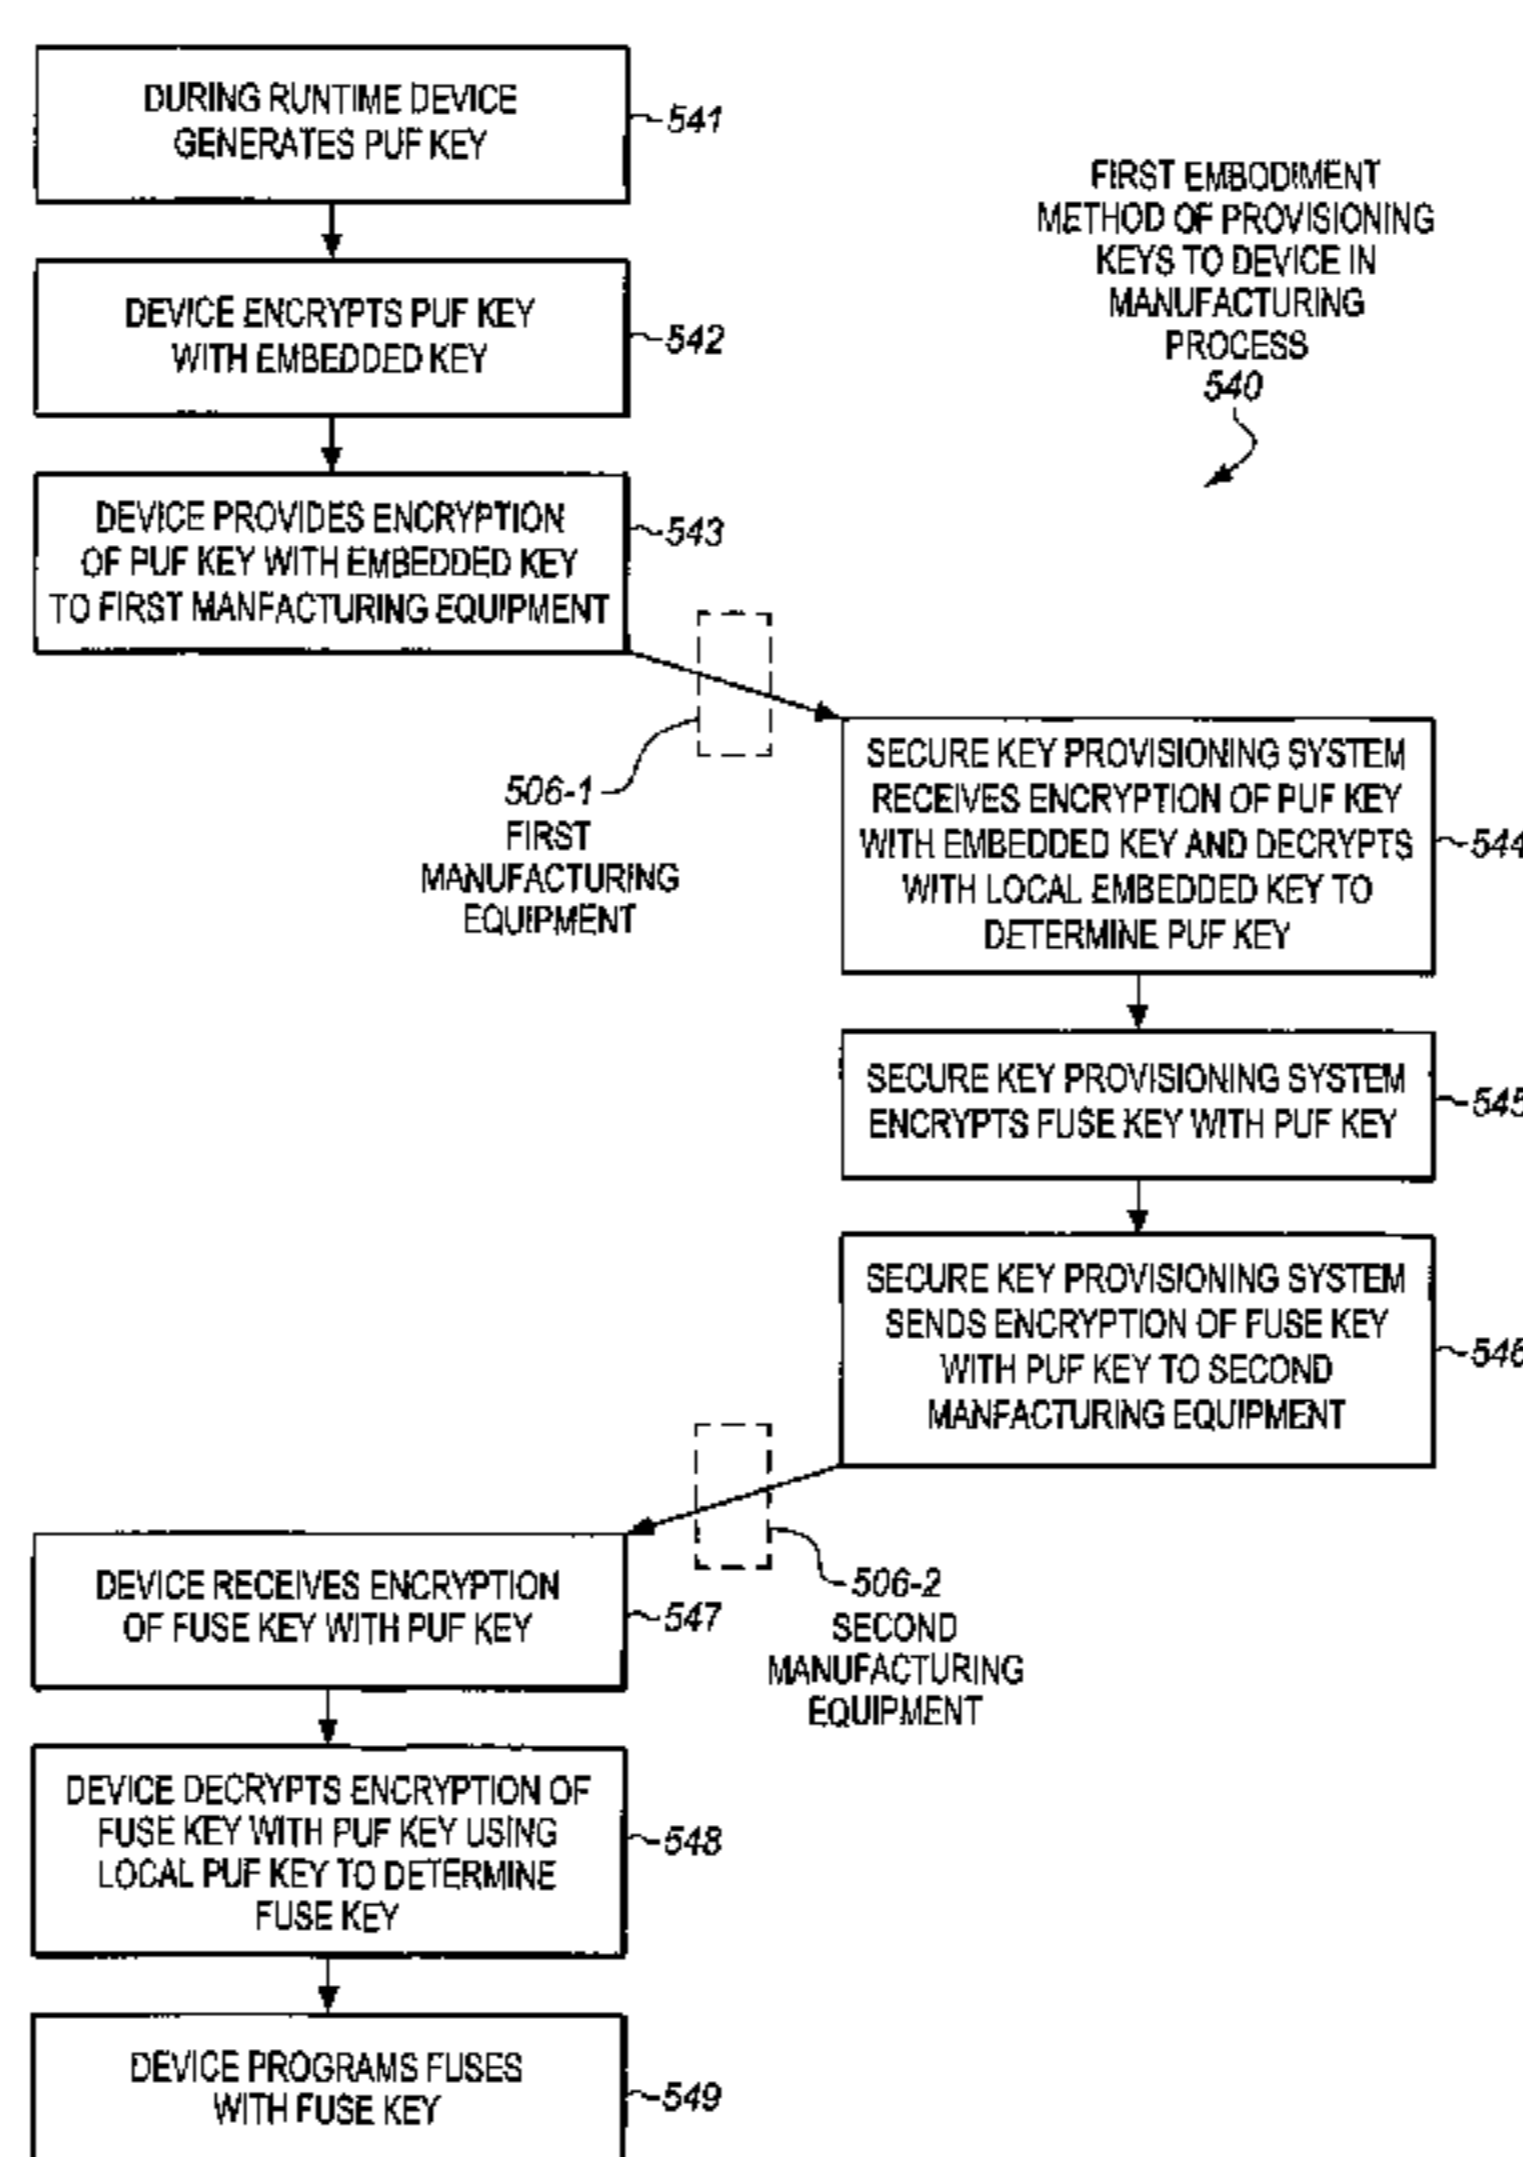 DURING RUNTIME DEVICE
GENERATES PUF KEY
541
FIRST EMBODIMENT
METHOD OF PROVISIONING
KEYS TO DEVICE IN
MANUFACTURING
PROCESS
540
DEVICE ENCRYPTS PUF KEY
WITH EMBEDDED KEY
542
DEVICE PROVIDES ENCRYPTION
OF PUF KEY WITH EMBEDDED KEY
TO FIRST MANFACTURING EQUIPMENT
543
506-1
FIRST
MANUFACTURING
EQUIPMENT
SECURE KEY PROVISIONING SYSTEM
RECEIVES ENCRYPTION OF PUF KEY
WITH EMBEDDED KEY AND DECRYPTS
WITH LOCAL EMBEDDED KEY TO
DETERMINE PUF KEY
544
SECURE KEY PROVISIONING SYSTEM
ENCRYPTS FUSE KEY WITH PUF KEY
545
SECURE KEY PROVISIONING SYSTEM
SENDS ENCRYPTION OF FUSE KEY
WITH PUF KEY TO SECOND
MANFACTURING EQUIPMENT
546
506-2
SECOND
MANUFACTURING
EQUIPMENT
DEVICE RECEIVES ENCRYPTION
OF FUSE KEY WITH PUF KEY
547
DEVICE DECRYPTS ENCRYPTION OF
FUSE KEY WITH PUF KEY USING
LOCAL PUF KEY TO DETERMINE
FUSE KEY
548
DEVICE PROGRAMS FUSES
WITH FUSE KEY
549